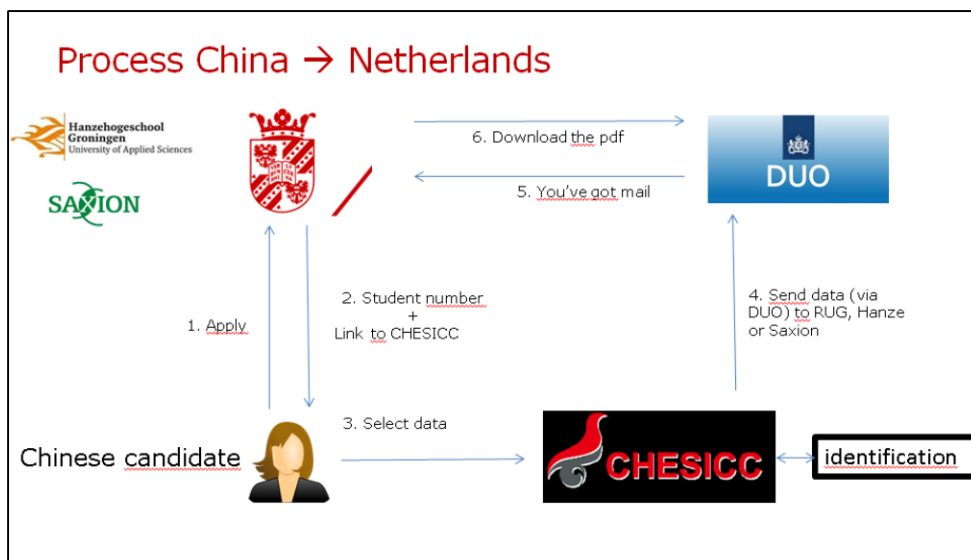 Process China → Netherlands
Hanzehogeschool
Groningen
University of Applied Sciences
SAXION
6. Download the pdf
5. You've got mail
DUO
1. Apply
2. Student number
+
Link to CHESICC
4. Send data (via
DUO) to RUG, Hanze
or Saxion
3. Select data
Chinese candidate
CHESICC
identification